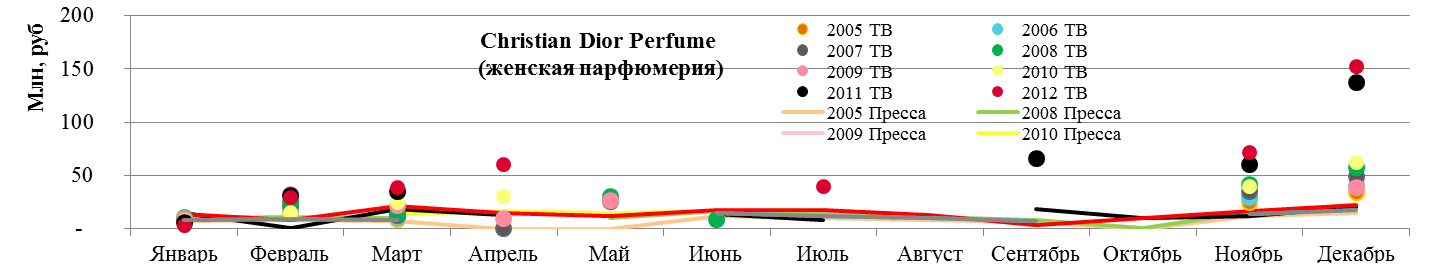 Млн, руб
200
150
100
50
-
Christian Dior Perfume
(женская парфюмерия)
2005 ТВ
2006 ТВ
2007 ТВ
2008 ТВ
2009 ТВ
2010 ТВ
2011 ТВ
2012 ТВ
2005 Пресса
2008 Пресса
2009 Пресса
2010 Пресса
Январь Февраль Март Апрель Май Июнь Июль Август Сентябрь Октябрь Ноябрь Декабрь